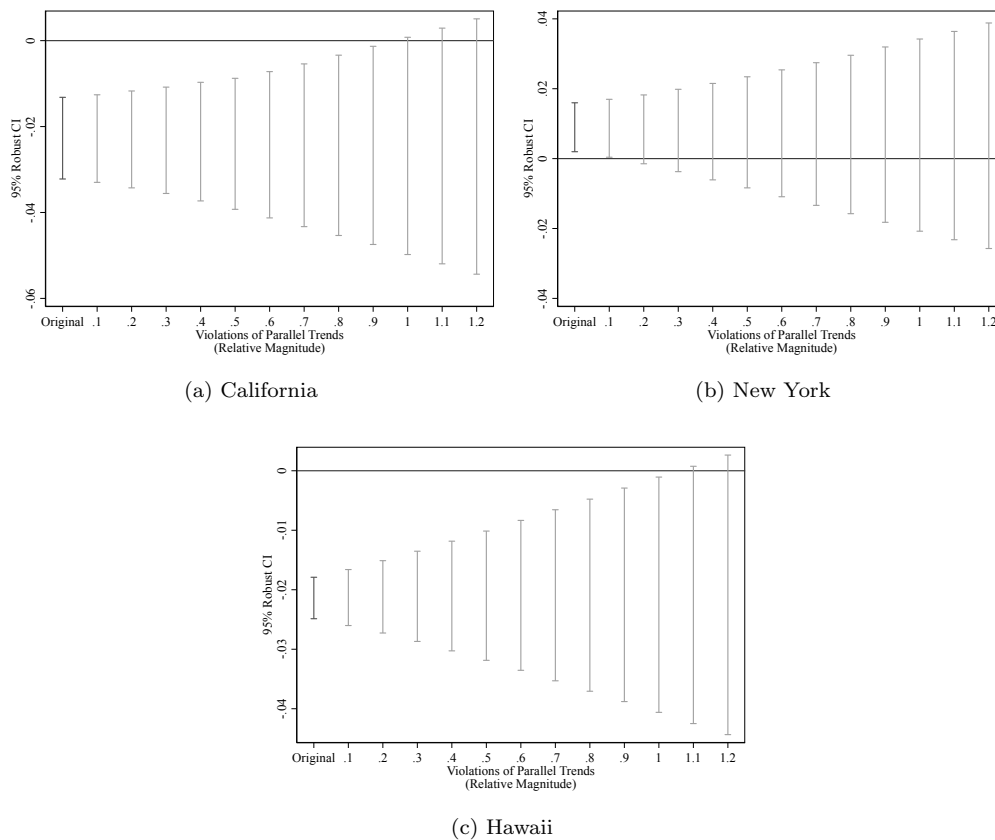 95% Robust CI
0
-.02
-.04
-.06
Original .1 .2 .3 .4 .5 .6 .7 .8 .9 1 1.1 1.2
Violations of Parallel Trends
(Relative Magnitude)
(a) California
95% Robust CI
.04
.02
0
-.02
-.04
Original .1 .2 .3 .4 .5 .6 .7 .8 .9 1 1.1 1.2
Violations of Parallel Trends
(Relative Magnitude)
(b) New York
95% Robust CI
0
-.01
-.02
-.03
-.04
Original .1 .2 .3 .4 .5 .6 .7 .8 .9 1 1.1 1.2
Violations of Parallel Trends
(Relative Magnitude)
(c) Hawaii